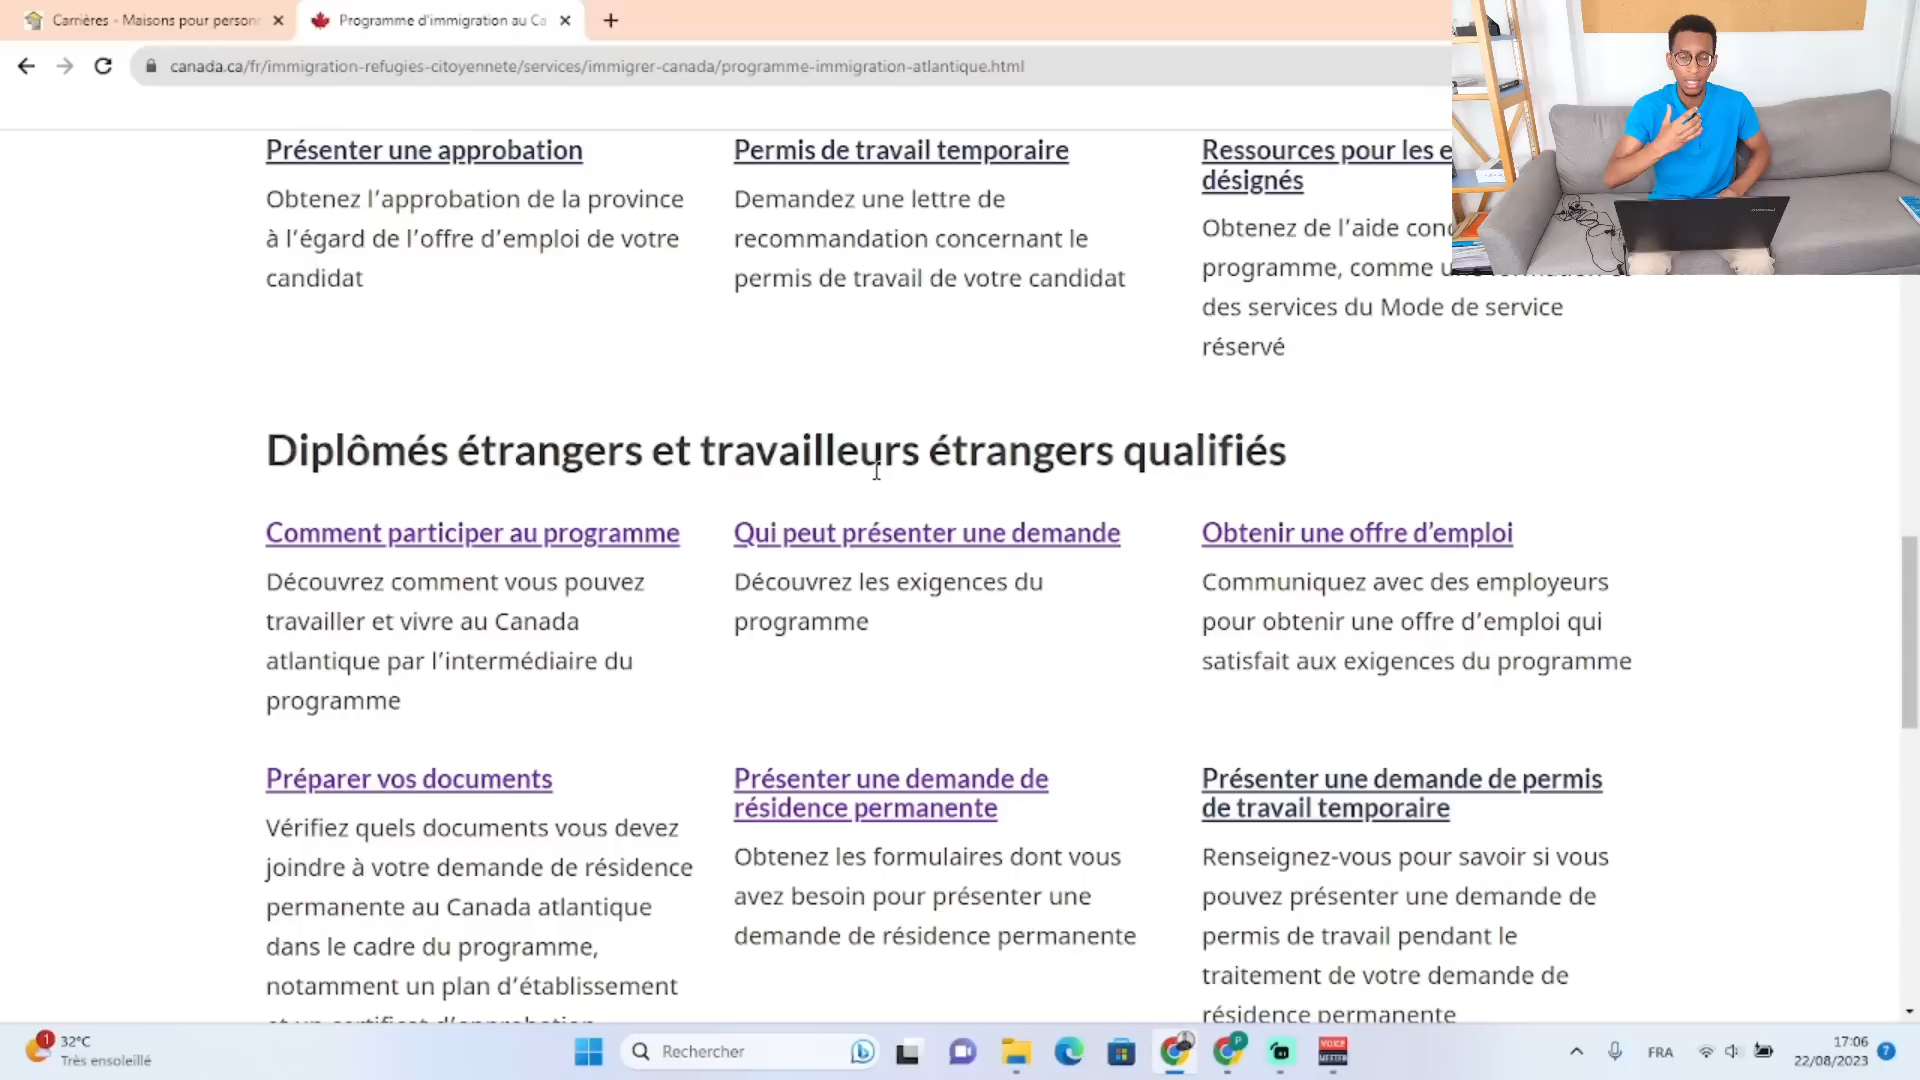 Carrières - Maisons pour person
Programme d'immigration au Ca
canada.ca/fr/immigration-refugies-citoyennete/services/immigrer-canada/programme-immigration-atlantique.html
Présenter une approbation
Obtenez l’approbation de la province
à l’égard de l’offre d’emploi de votre
candidat
Permis de travail temporaire
Demandez une lettre de
recommandation concernant le
permis de travail de votre candidat
Ressources pour les e
désignés
Obtenez de l’aide conc
programme, comme
des services du Mode de service
réservé
Diplômés étrangers et travailleurs étrangers qualifiés
Comment participer au programme
Découvrez comment vous pouvez
travailler et vivre au Canada
atlantique par l’intermédiaire du
programme
Qui peut présenter une demande
Découvrez les exigences du
programme
Obtenir une offre d’emploi
Communiquez avec des employeurs
pour obtenir une offre d’emploi qui
satisfait aux exigences du programme
Préparer vos documents
Vérifiez quels documents vous devez
joindre à votre demande de résidence
permanente au Canada atlantique
dans le cadre du programme,
notamment un plan d’établissement
et un certificat d’approbation
Présenter une demande de
résidence permanente
Obtenez les formulaires dont vous
avez besoin pour présenter une
demande de résidence permanente
Présenter une demande de permis
de travail temporaire
Renseignez-vous pour savoir si vous
pouvez présenter une demande de
permis de travail pendant le
traitement de votre demande de
résidence permanente
1
32°C
Très ensoleillé
Rechercher
P
VOICE
MEETER
FRA
17:06
22/08/2023
7